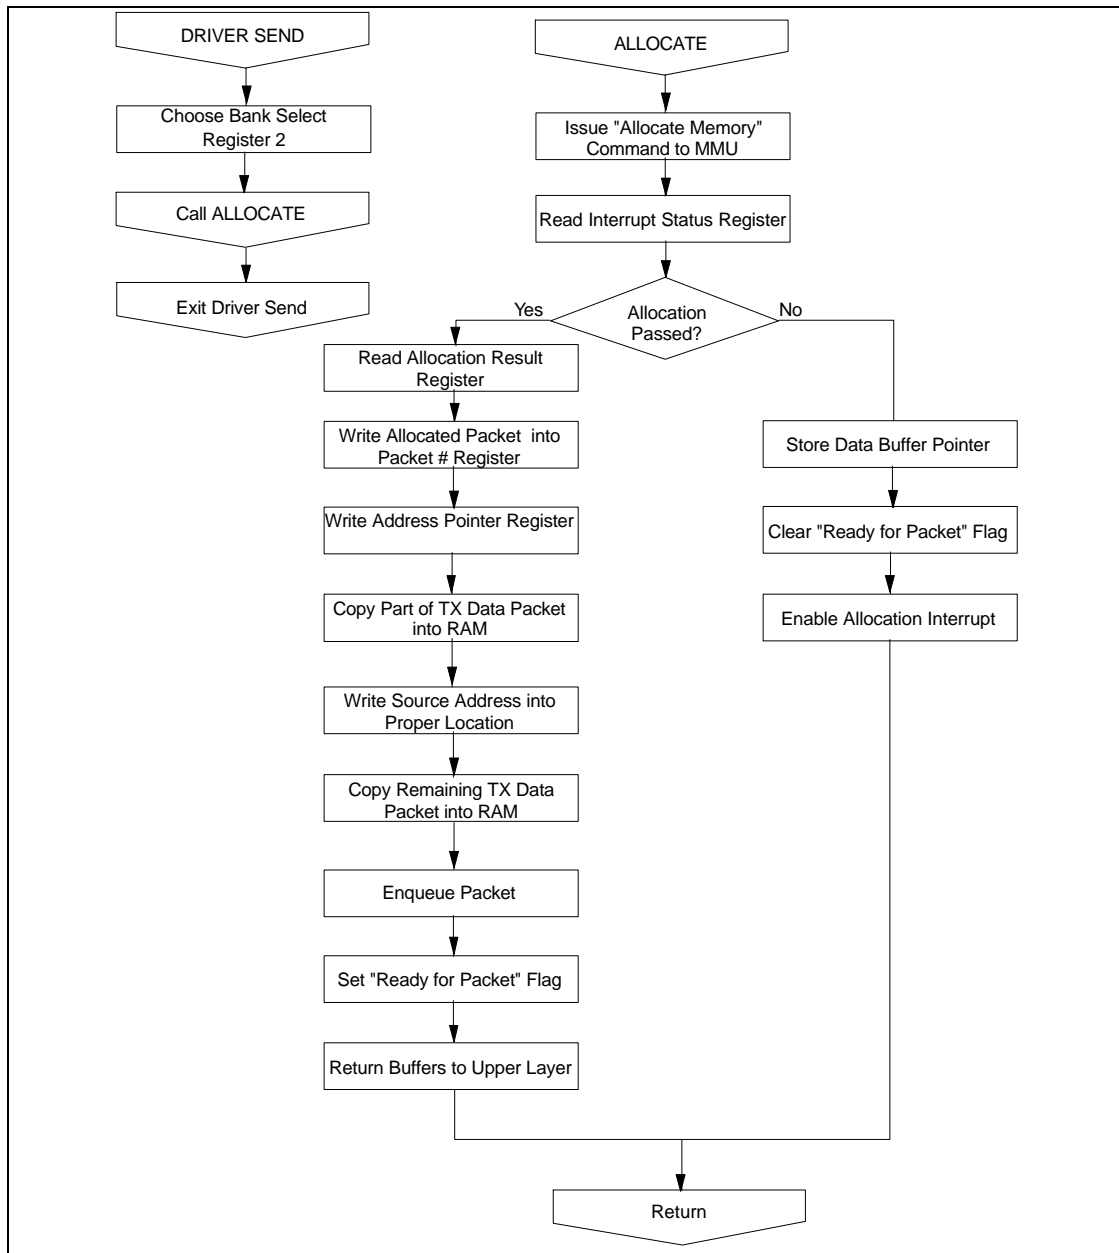 DRIVER SEND
Choose Bank Select
Register 2
Call ALLOCATE
Exit Driver Send
ALLOCATE
Issue "Allocate Memory"
Command to MMU
Read Interrupt Status Register
Allocation
Passed?
Yes
No
Read Allocation Result
Register
Write Allocated Packet into
Packet # Register
Write Address Pointer Register
Copy Part of TX Data Packet
into RAM
Write Source Address into
Proper Location
Copy Remaining TX Data
Packet into RAM
Enqueue Packet
Set "Ready for Packet" Flag
Return Buffers to Upper Layer
Store Data Buffer Pointer
Clear "Ready for Packet" Flag
Enable Allocation Interrupt
Return